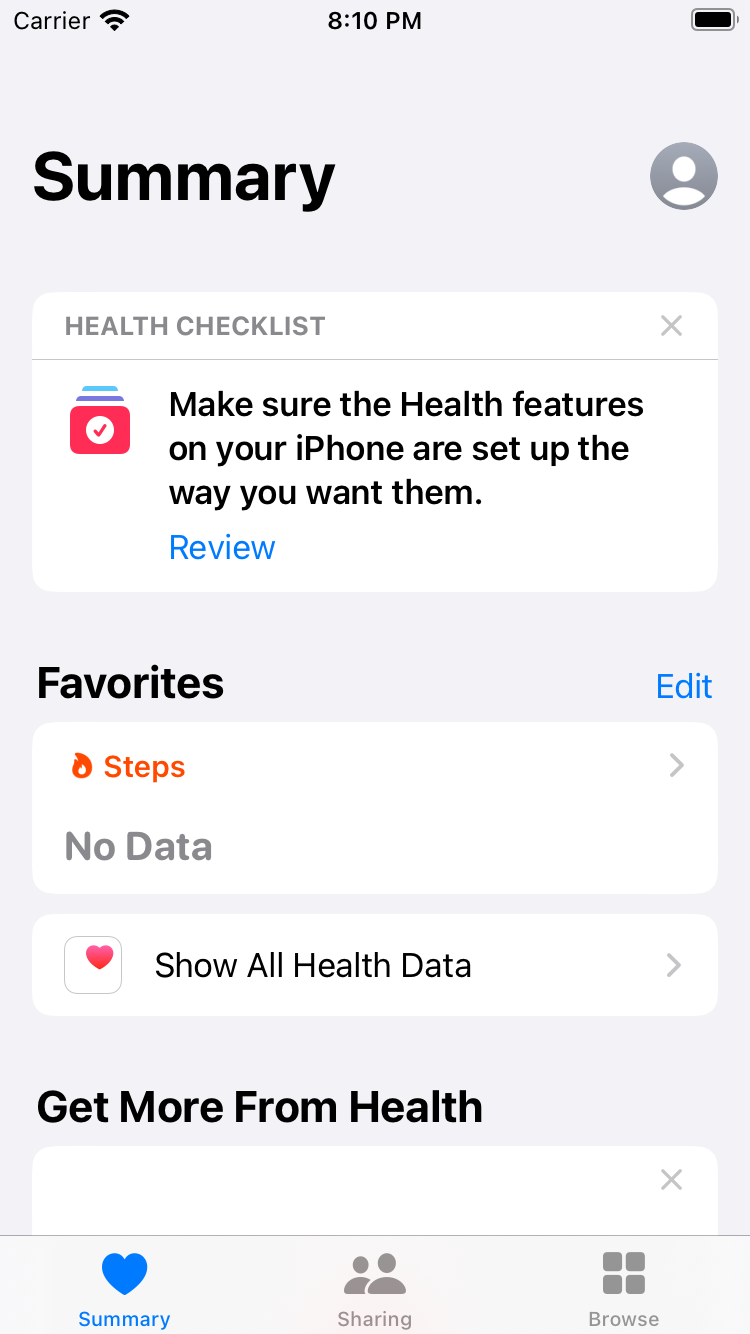 Carrier 8:10 PM
Summary
HEALTH CHECKLIST
Make sure the Health features
on your iPhone are set up the
way you want them.
Review
Favorites Edit
Steps
No Data
Show All Health Data
Get More From Health
Summary Sharing Browse